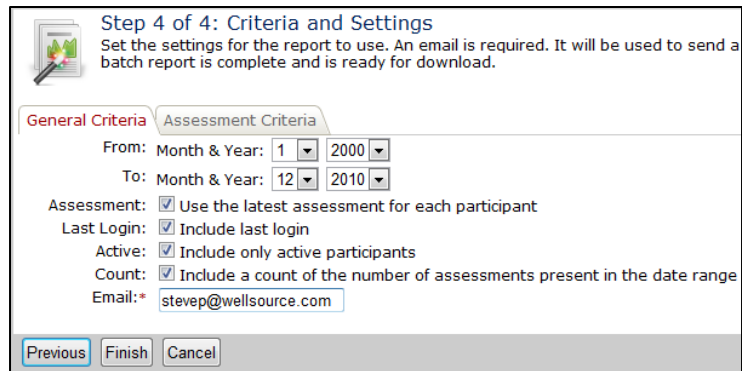 Step 4 of 4: Criteria and Settings
Set the settings for the report to use. An email is required. It will be used to send a
batch report is complete and is ready for download.
General Criteria Assessment Criteria
From: Month & Year: 1 2000
To: Month & Year: 12 2010
Assessment: Use the latest assessment for each participant
Last Login: Include last login
Active: Include only active participants
Count: Include a count of the number of assessments present in the date range
Email:* stevep@wellsource.com
Previous Finish Cancel